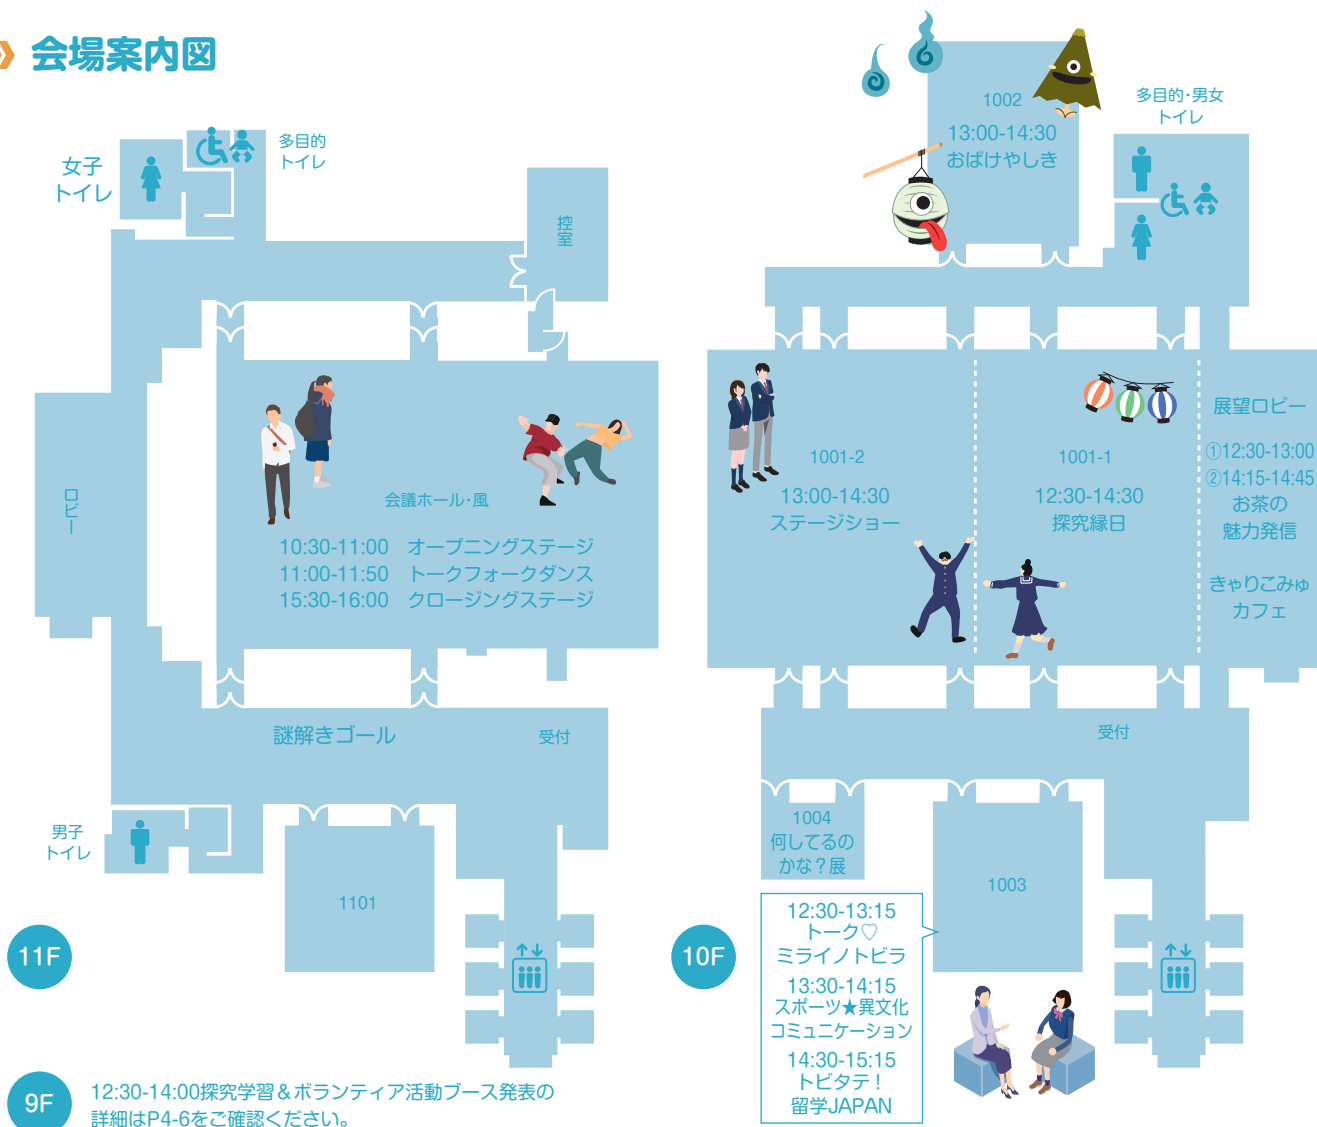 会場案内図
女子
トイレ
多目的
トイレ
控室
ロビー
会議ホール・風
10:30-11:00 オープニングステージ
11:00-11:50 トークフォークダンス
15:30-16:00 クロージングステージ
謎解きゴール
受付
男子
トイレ
1101
11F
9F
12:30-14:00探究学習&ボランティア活動ブース発表の
詳細はP4-6をご確認ください。
1002
13:00-14:30
おばけやしき
多目的・男女
トイレ
1001-2
13:00-14:30
ステージショー
1001-1
12:30-14:30
探究縁日
展望ロビー
①12:30-13:00
②14:15-14:45
お茶の
魅力発信
きゃりこみゅ
カフェ
受付
1004
何してるの
かな？展
1003
12:30-13:15
トーク♡
ミライノトビラ
13:30-14:15
スポーツ★異文化
コミュニケーション
14:30-15:15
トビタテ！
留学JAPAN
10F